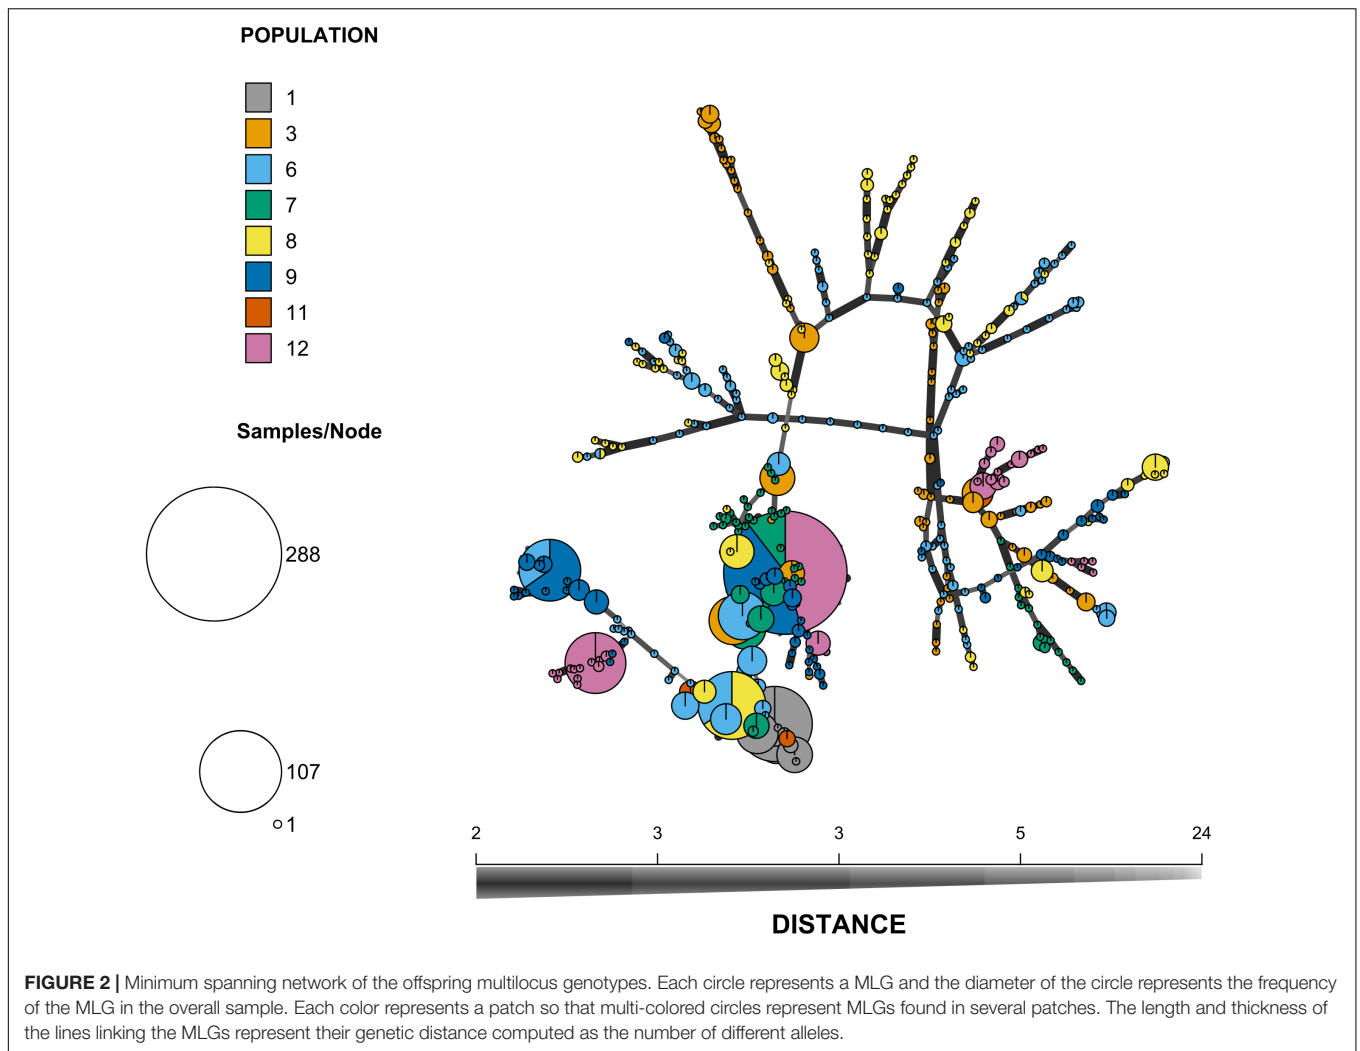 POPULATION
1
3
6
7
8
9
11
12
Samples/Node
288
107
1
2 3 3 5 24
DISTANCE
FIGURE 2 | Minimum spanning network of the offspring multilocus genotypes. Each circle represents a MLG and the diameter of the circle represents the frequency
of the MLG in the overall sample. Each color represents a patch so that multi-colored circles represent MLGs found in several patches. The length and thickness of
the lines linking the MLGs represent their genetic distance computed as the number of different alleles.